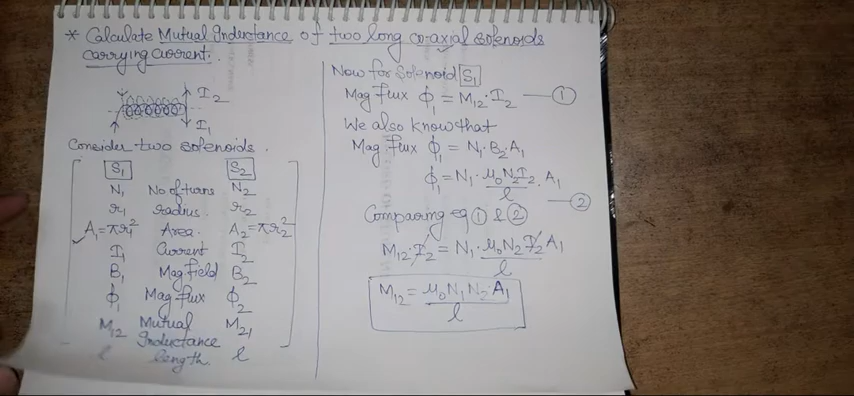 * Calculate Mutual Inductance of two long co-axial solenoids
carrying current.
I₂
I₁
Consider two solenoids.
S₁ S₂
N₁ No of trans N₂
r₁ radius. r₂
A₁=πr₁² Area. A₂=πr₂²
I₁ Current I₂
B₁ Mag field B₂
ϕ₁ Mag flux ϕ₂
M₁₂ Mutual Inductance M₂₁
l length. l
Now for Solenoid S₁
Mag flux ϕ₁ = M₁₂·I₂ —①
We also know that
Mag flux ϕ₁ = N₁·B₂·A₁
ϕ₁ = N₁·μ₀N₂I₂/l·A₁ —②
Comparing eq ① & ②
M₁₂·I₂ = N₁·μ₀N₂I₂/l A₁
M₁₂ = μ₀N₁N₂·A₁/l